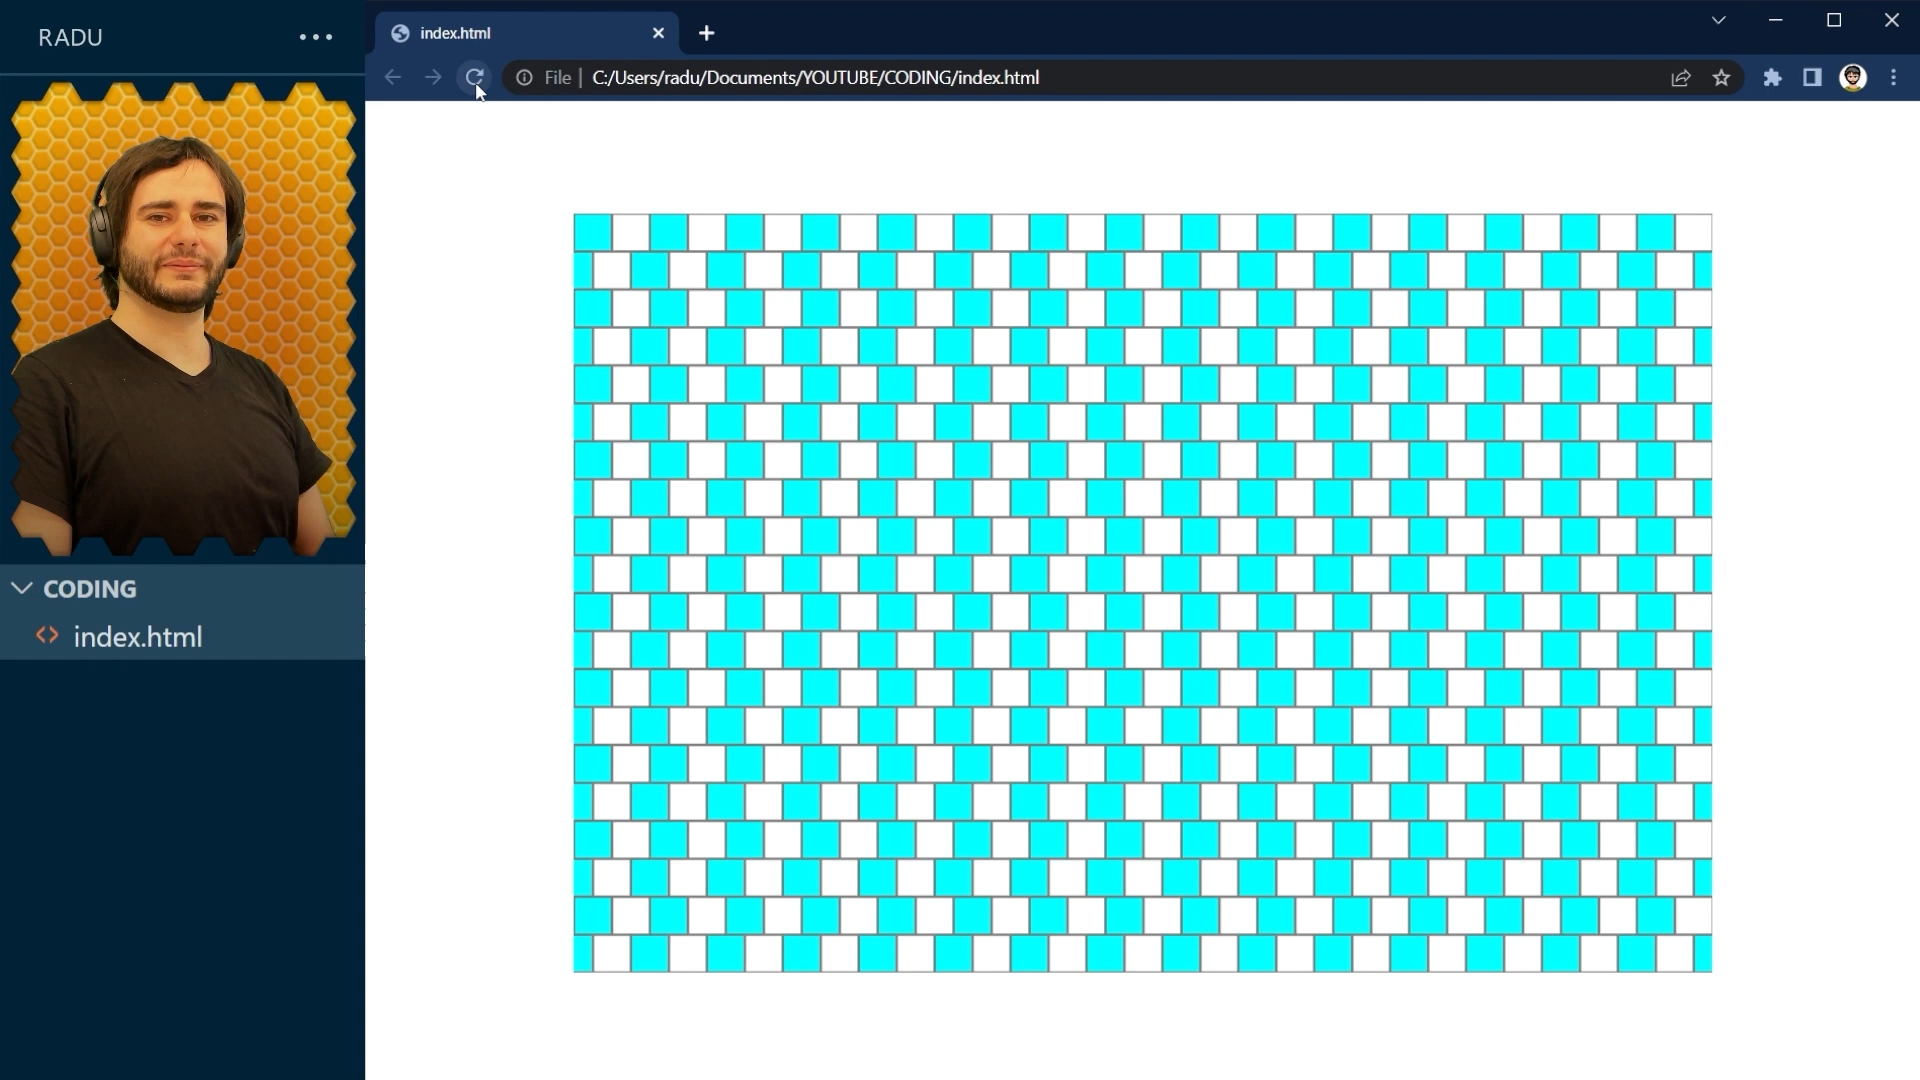 RADU
index.html
File
C:/Users/radu/Documents/YOUTUBE/CODING/index.html
CODING
index.html